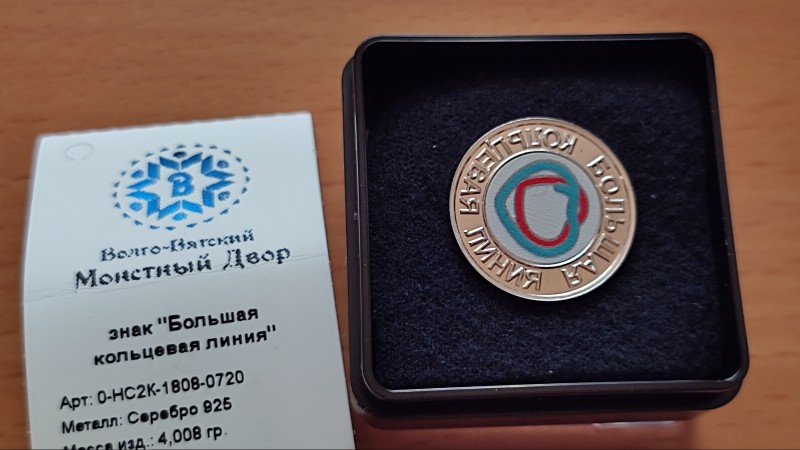 В
Волго-Вятский
Монетный Двор
знак "Большая
кольцевая линия"
Арт: 0-НС2К-1808-0720
Металл: Серебро 925
Масса изд.: 4,008 гр.
БОЛЬШАЯ КОЛЬЦЕВАЯ ЛИНИЯ